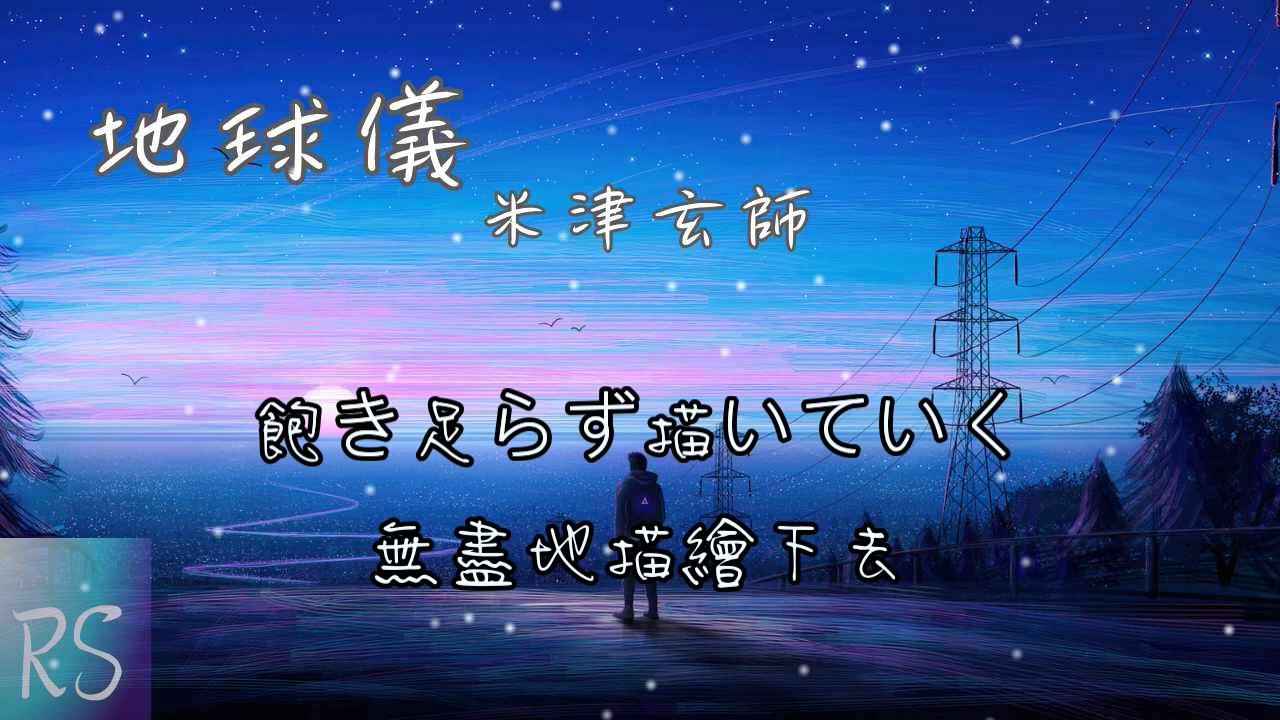 地球儀
米津玄師
飽き足らず描いていく
無盡地描繪下去
RS